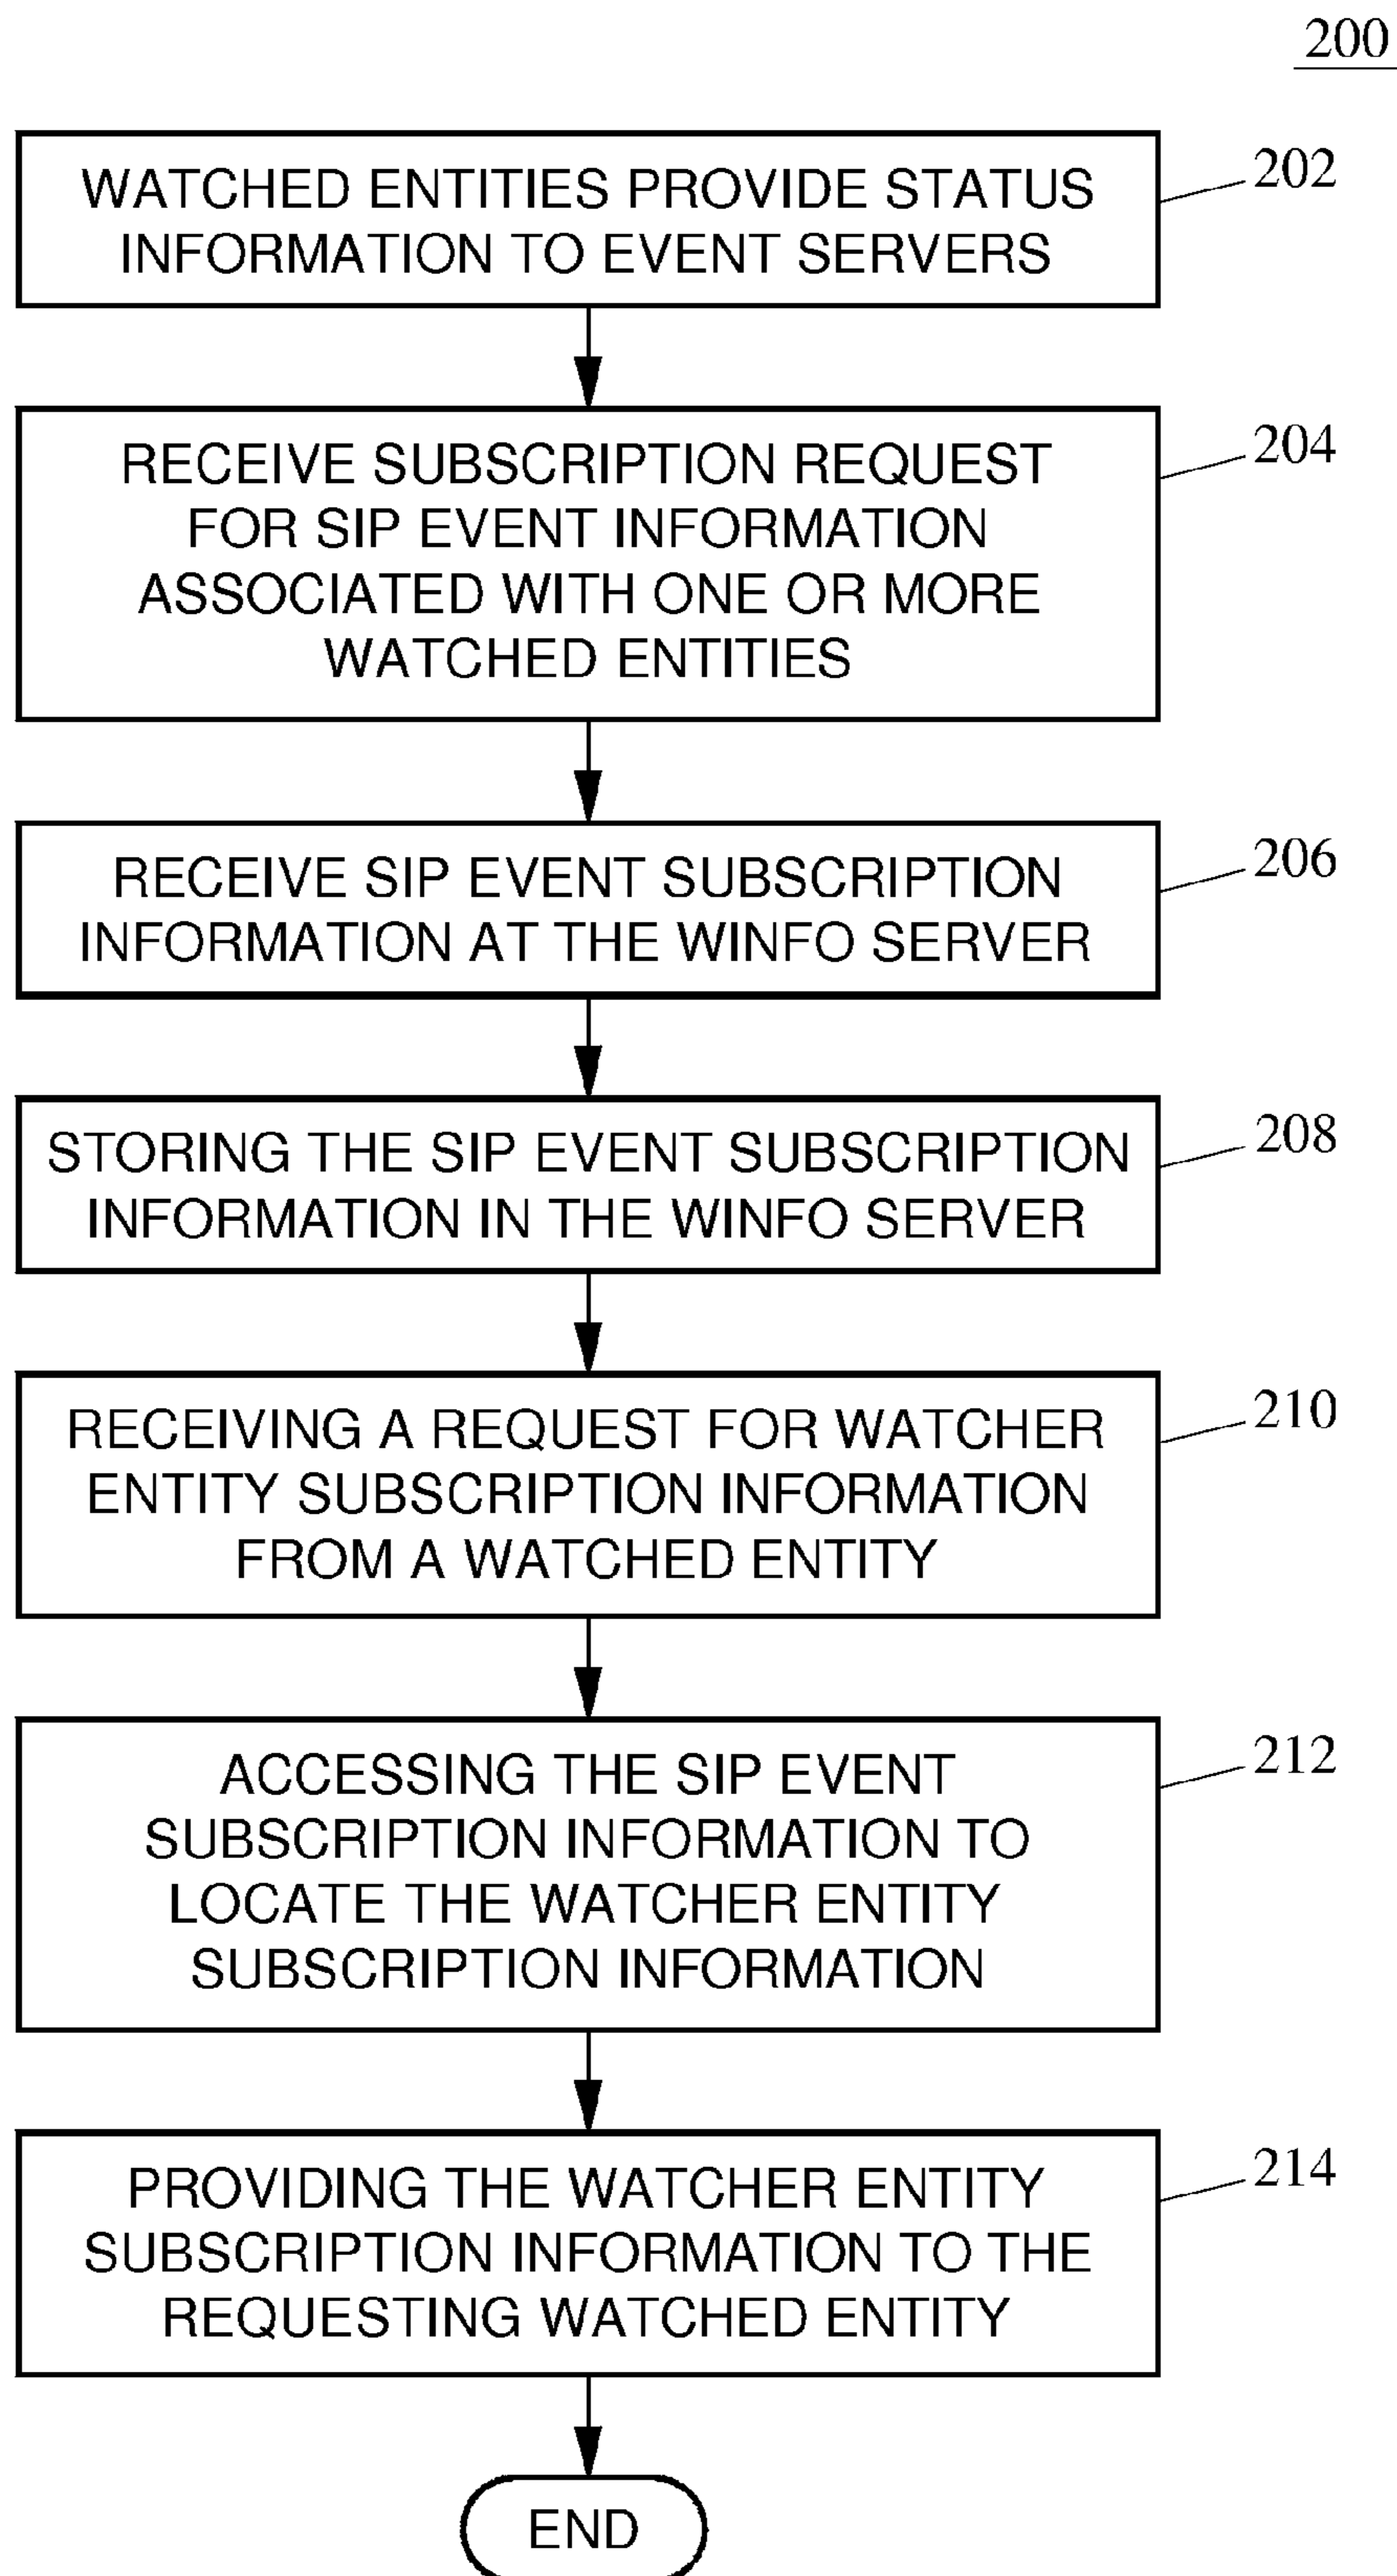 200
WATCHED ENTITIES PROVIDE STATUS
INFORMATION TO EVENT SERVERS
202
RECEIVE SUBSCRIPTION REQUEST
FOR SIP EVENT INFORMATION
ASSOCIATED WITH ONE OR MORE
WATCHED ENTITIES
204
RECEIVE SIP EVENT SUBSCRIPTION
INFORMATION AT THE WINFO SERVER
206
STORING THE SIP EVENT SUBSCRIPTION
INFORMATION IN THE WINFO SERVER
208
RECEIVING A REQUEST FOR WATCHER
ENTITY SUBSCRIPTION INFORMATION
FROM A WATCHED ENTITY
210
ACCESSING THE SIP EVENT
SUBSCRIPTION INFORMATION TO
LOCATE THE WATCHER ENTITY
SUBSCRIPTION INFORMATION
212
PROVIDING THE WATCHER ENTITY
SUBSCRIPTION INFORMATION TO THE
REQUESTING WATCHED ENTITY
214
END